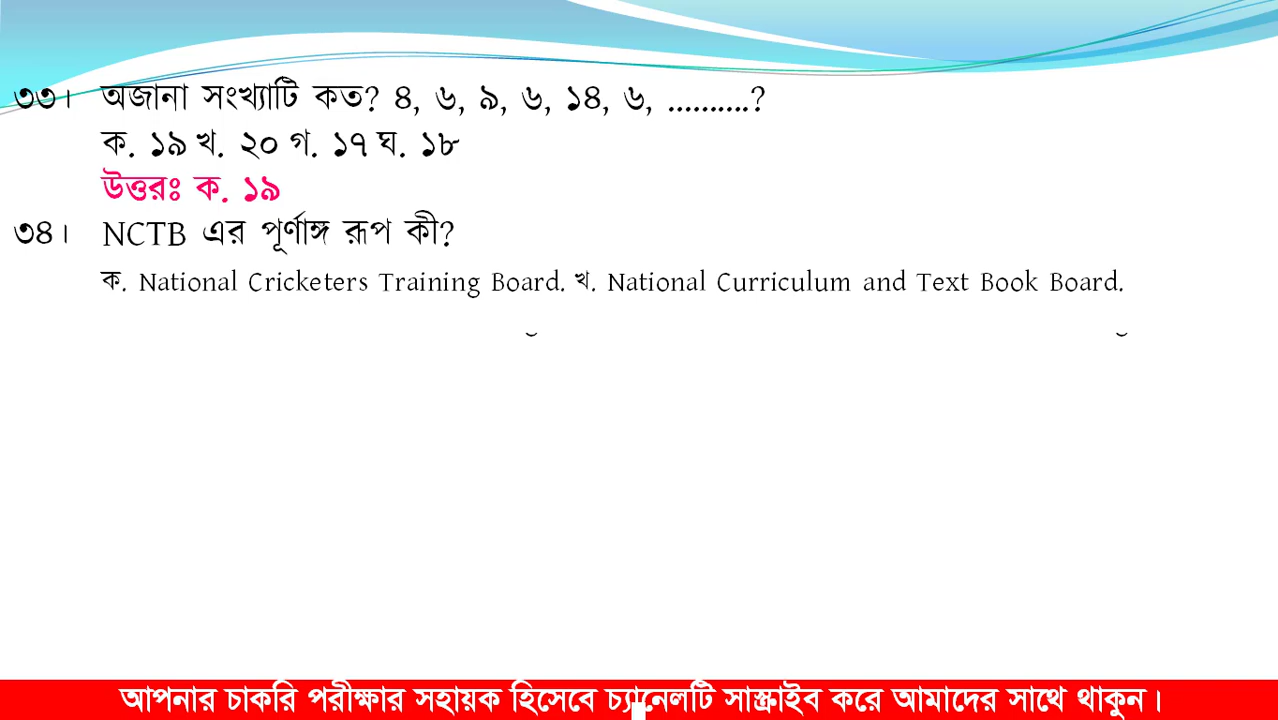 ৩৩। অজানা সংখ্যাটি কত? ৪, ৬, ৯, ৬, ১৪, ৬, ..........?
ক. ১৯ খ. ২০ গ. ১৭ ঘ. ১৮
উত্তরঃ ক. ১৯
৩৪। NCTB এর পূর্ণাঙ্গ রূপ কী?
ক. National Cricketers Training Board. খ. National Curriculum and Text Book Board.
আপনার চাকরি পরীক্ষার সহায়ক হিসেবে চ্যানেলটি সাস্ক্রাইব করে আমাদের সাথে থাকুন।